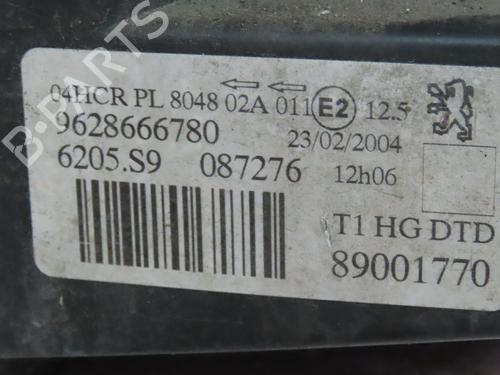 04HCR PL 8048 02A 011 E2 12.5
9628666780 23/02/2004
6205.S9 087276 12h06
T1 HG DTD
89001770
B-PARTS